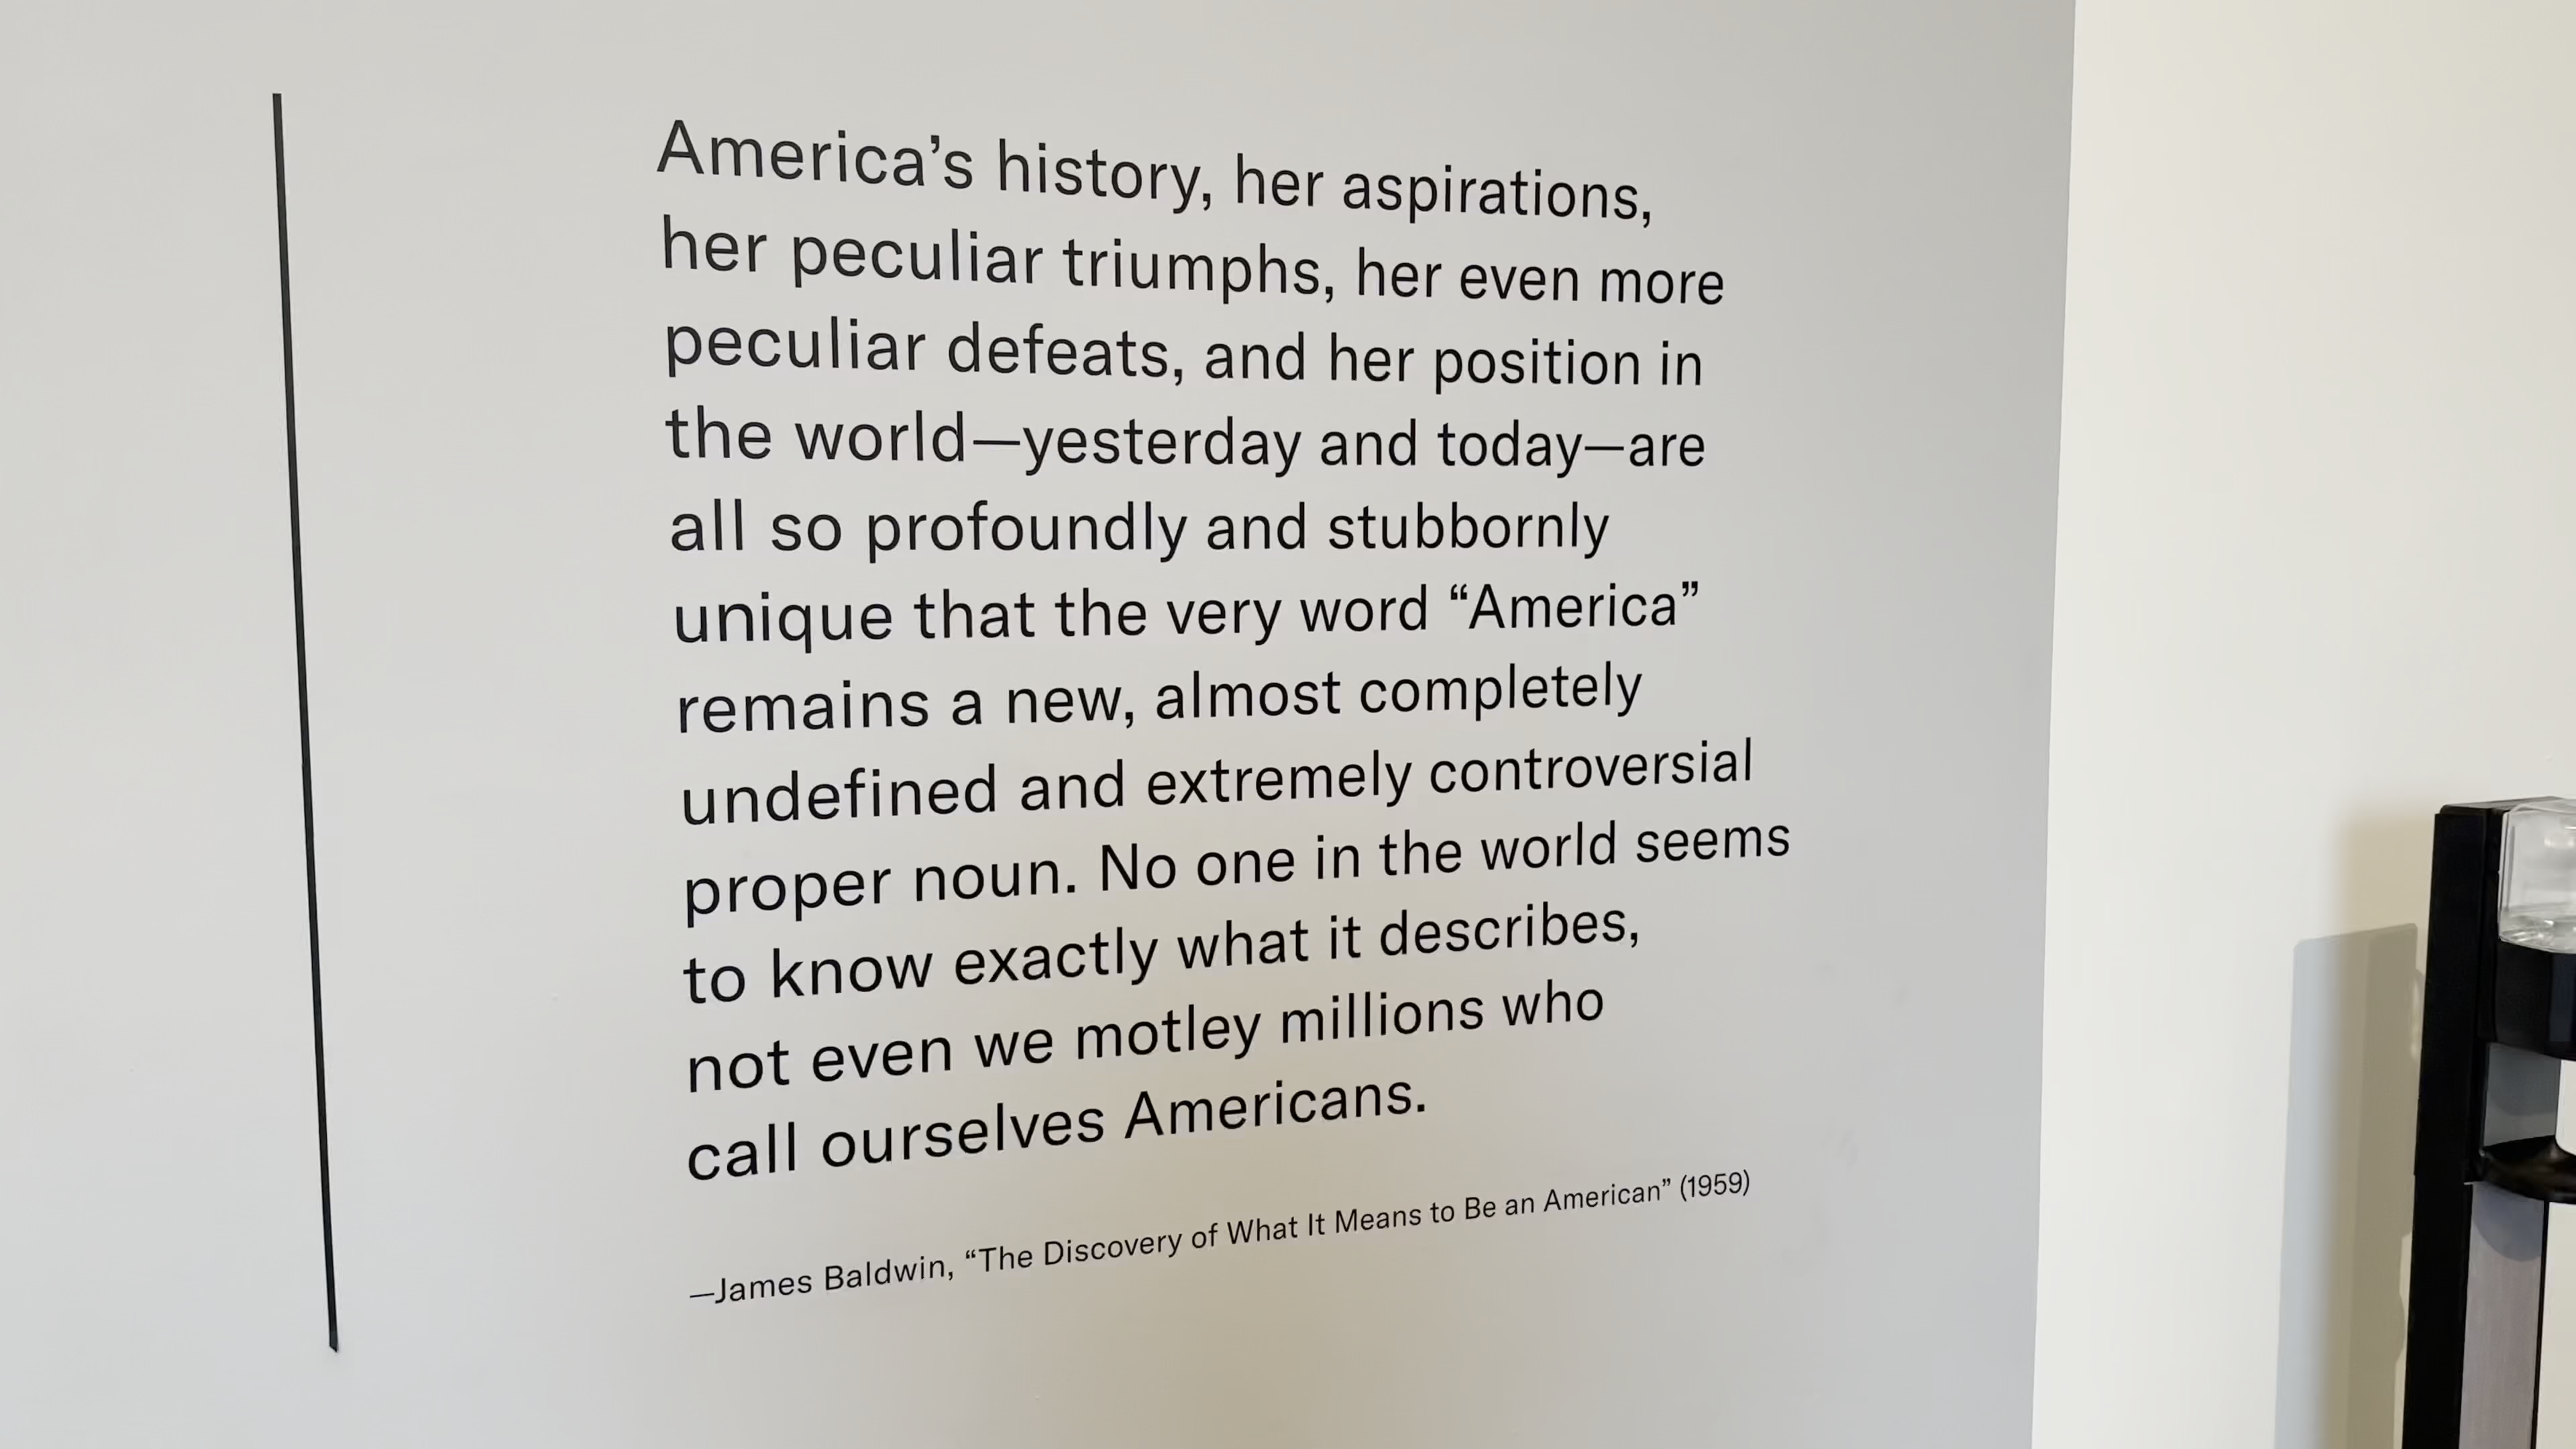 America’s history, her aspirations,
her peculiar triumphs, her even more
peculiar defeats, and her position in
the world—yesterday and today—are
all so profoundly and stubbornly
unique that the very word “America”
remains a new, almost completely
undefined and extremely controversial
proper noun. No one in the world seems
to know exactly what it describes,
not even we motley millions who
call ourselves Americans.
—James Baldwin, “The Discovery of What It Means to Be an American” (1959)